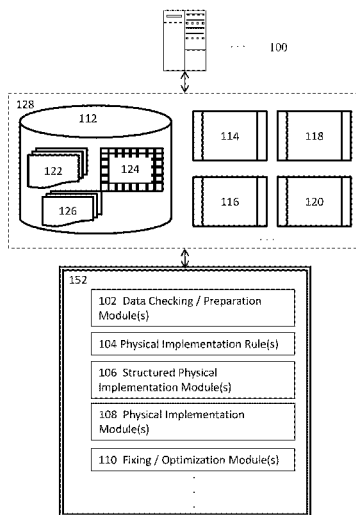 . . . 100
128
112
122
124
126
114
118
116
120
. . .
152
102 Data Checking / Preparation
Module(s)
104 Physical Implementation Rule(s)
106 Structured Physical
Implementation Module(s)
108 Physical Implementation
Module(s)
110 Fixing / Optimization Module(s)
.
.
.